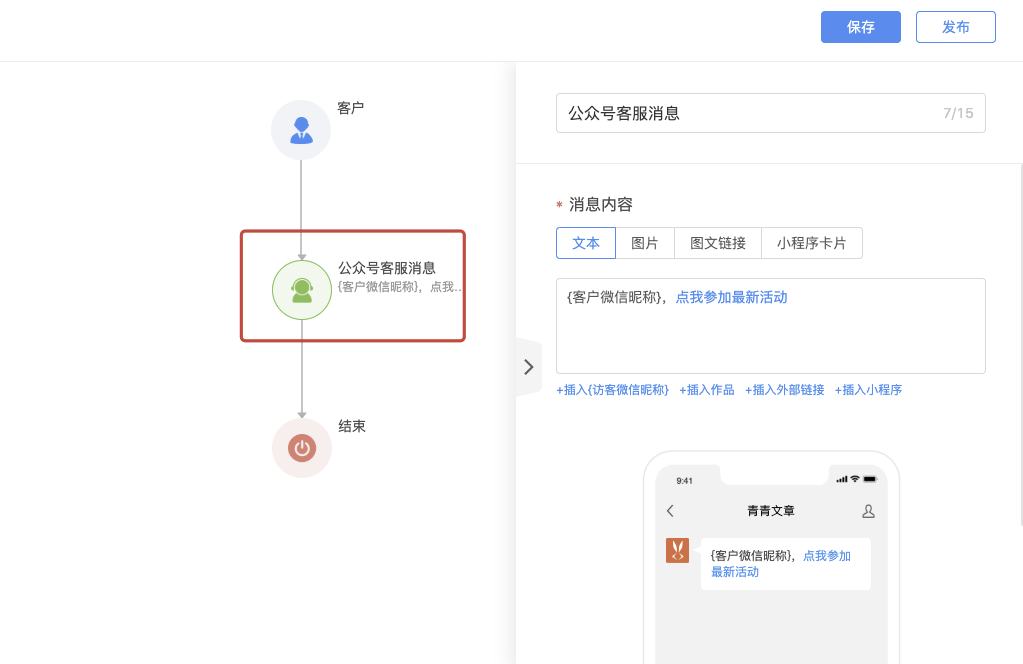 保存
发布
客户
公众号客服消息
{客户微信昵称}，点我...
结束
公众号客服消息
7/15
* 消息内容
文本
图片
图文链接
小程序卡片
{客户微信昵称}，点我参加最新活动
+插入{访客微信昵称} +插入作品 +插入外部链接 +插入小程序
9:41
青青文章
{客户微信昵称}，点我参加
最新活动